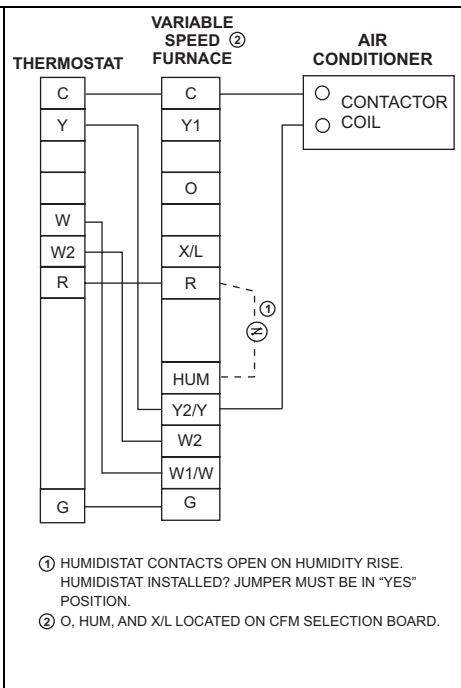 VARIABLE
SPEED ②
FURNACE
AIR
CONDITIONER
THERMOSTAT
C
Y
W
W2
R
G
C
Y1
O
X/L
R
HUM
Y2/Y
W2
W1/W
G
CONTACTOR
COIL
①
① HUMIDISTAT CONTACTS OPEN ON HUMIDITY RISE.
HUMIDISTAT INSTALLED? JUMPER MUST BE IN “YES”
POSITION.
② O, HUM, AND X/L LOCATED ON CFM SELECTION BOARD.